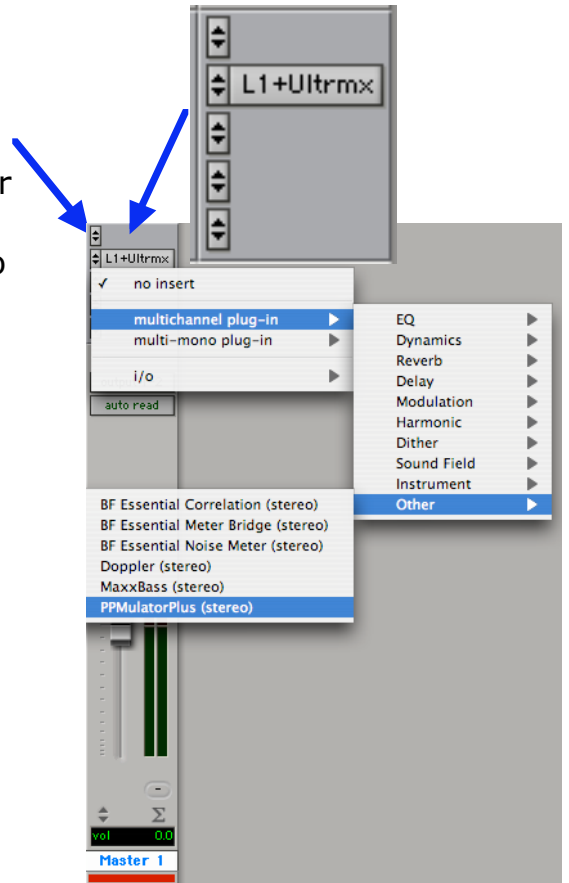 L1+Ultrmx
r
o
L1+Ultrmx
✓ no insert
multichannel plug-in
multi-mono plug-in
i/o
EQ
Dynamics
Reverb
Delay
Modulation
Harmonic
Dither
Sound Field
Instrument
Other
auto read
BF Essential Correlation (stereo)
BF Essential Meter Bridge (stereo)
BF Essential Noise Meter (stereo)
Doppler (stereo)
MaxxBass (stereo)
PPMulatorPlus (stereo)
-
Σ
vol 0.0
Master 1